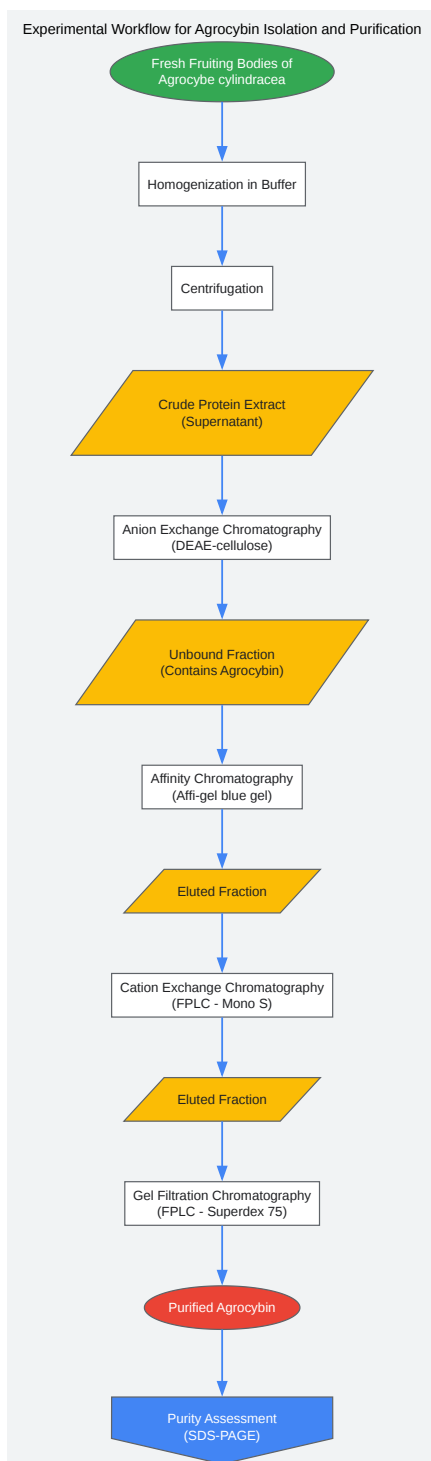 Experimental Workflow for Agrocybin Isolation and Purification
Fresh Fruiting Bodies of
Agrocybe cylindracea
Homogenization in Buffer
Centrifugation
Crude Protein Extract
(Supernatant)
Anion Exchange Chromatography
(DEAE-cellulose)
Unbound Fraction
(Contains Agrocybin)
Affinity Chromatography
(Affi-gel blue gel)
Eluted Fraction
Cation Exchange Chromatography
(FPLC - Mono S)
Eluted Fraction
Gel Filtration Chromatography
(FPLC - Superdex 75)
Purified Agrocybin
Purity Assessment
(SDS-PAGE)